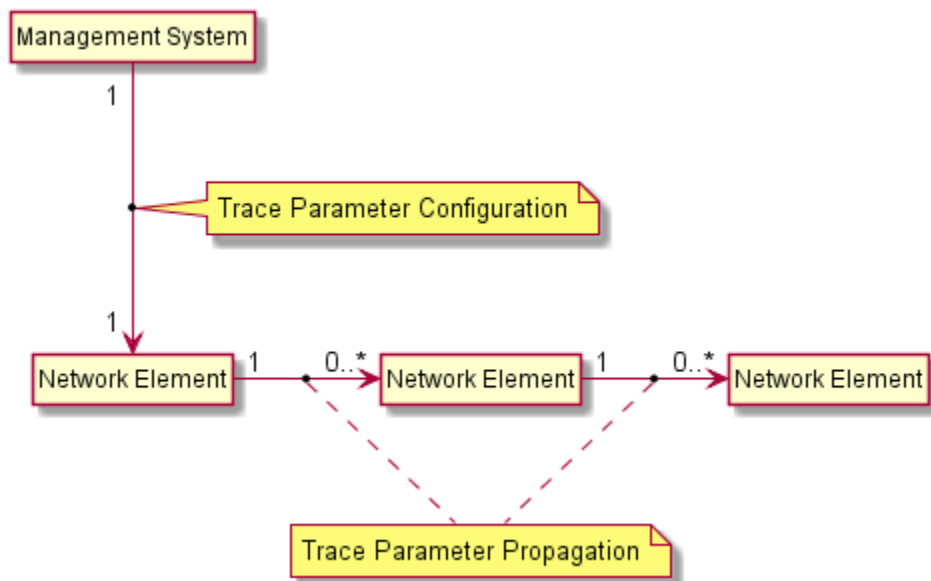 Management System
1
Trace Parameter Configuration
1
Network Element
1
0..*
Network Element
1
0..*
Network Element
Trace Parameter Propagation